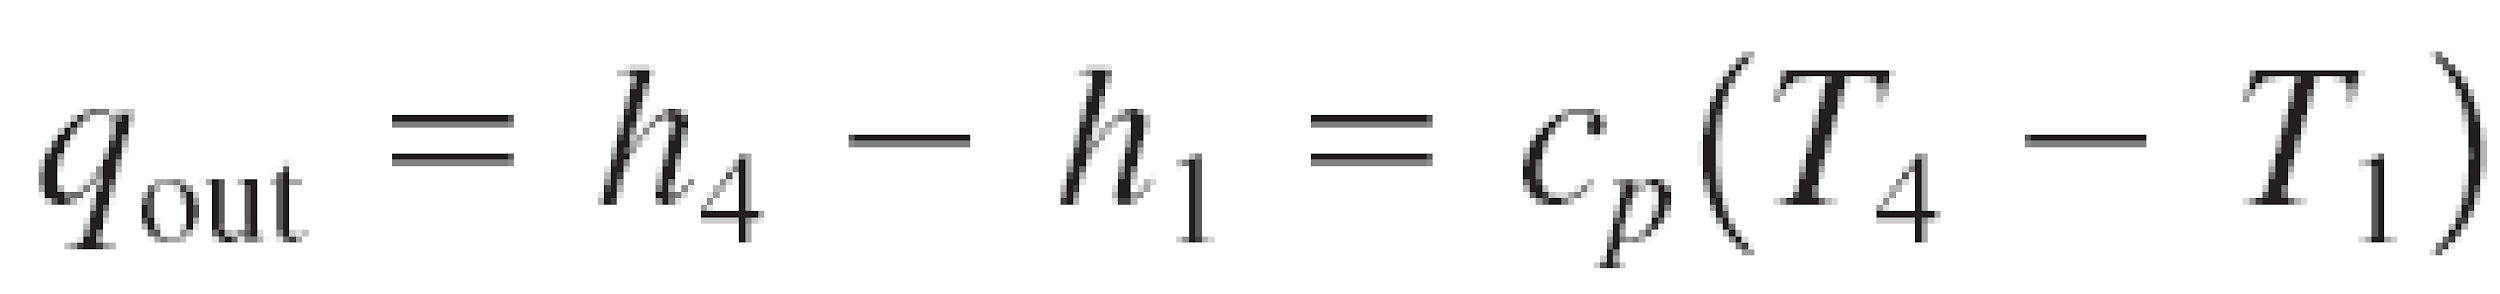 q_out = h_4 − h_1 = c_p(T_4 − T_1)